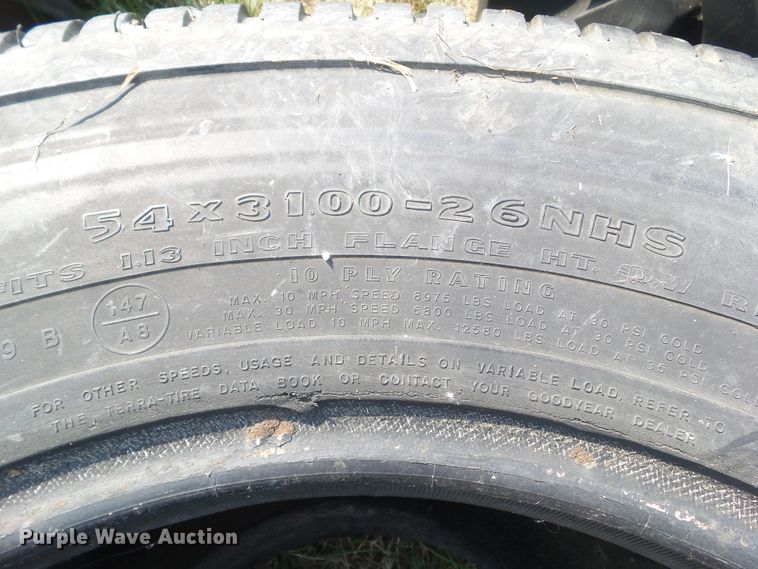 54x31.00-26NHS
FITS 1.13 INCH FLANGE HT.
10 PLY RATING
9 B
147
A8
MAX. 10 MPH SPEED 8975 LBS LOAD AT 30 PSI COLD
MAX. 30 MPH SPEED 6800 LBS LOAD AT 30 PSI COLD
VARIABLE LOAD 10 MPH MAX. 12580 LBS LOAD AT 35 PSI COLD
FOR OTHER SPEEDS, USAGE AND DETAILS ON VARIABLE LOAD, REFER TO
THE TERRA-TIRE DATA BOOK OR CONTACT YOUR GOODYEAR DEALER
Purple Wave Auction